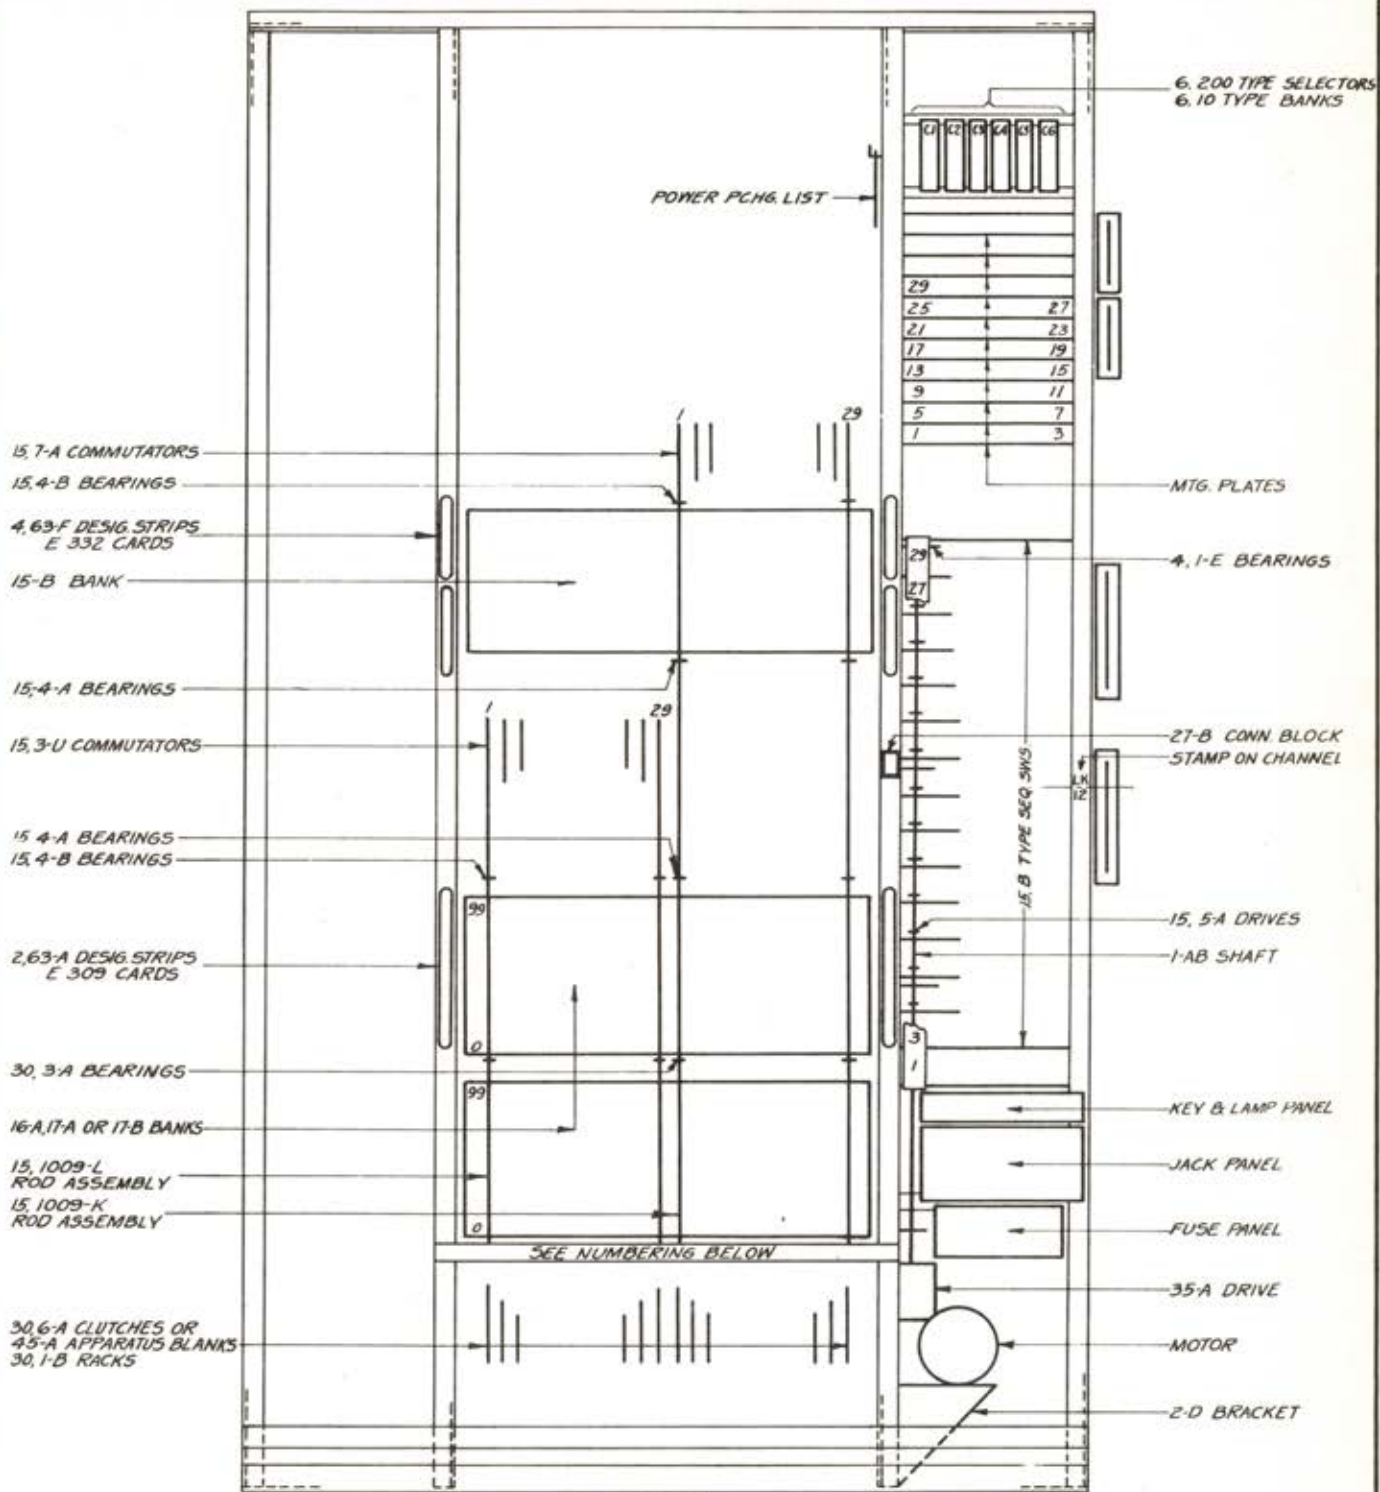 6, 200 TYPE SELECTORS
6, 10 TYPE BANKS
C1 C2 C3 C4 C5 C6
POWER PCHG. LIST
29
25 27
21 23
17 19
13 15
9 11
5 7
1 3
1 29
15, 7-A COMMUTATORS
15, 4-B BEARINGS
MTG. PLATES
4, 63-F DESIG. STRIPS
E 332 CARDS
15-B BANK
29
27
4, 1-E BEARINGS
15, 4-A BEARINGS
1 29
15, 3-U COMMUTATORS
27-B CONN. BLOCK
STAMP ON CHANNEL
LK
12
15, B TYPE SEQ. SWS.
15 4-A BEARINGS
15, 4-B BEARINGS
99
15, 5-A DRIVES
2, 63-A DESIG. STRIPS
E 309 CARDS
1-AB SHAFT
0
3
1
30, 3-A BEARINGS
99
KEY & LAMP PANEL
16-A, 17-A OR 17-B BANKS
15, 1009-L
ROD ASSEMBLY
JACK PANEL
15, 1009-K
ROD ASSEMBLY
0
FUSE PANEL
SEE NUMBERING BELOW
35-A DRIVE
30, 6-A CLUTCHES OR
45-A APPARATUS BLANKS
30, 1-B RACKS
MOTOR
2-D BRACKET